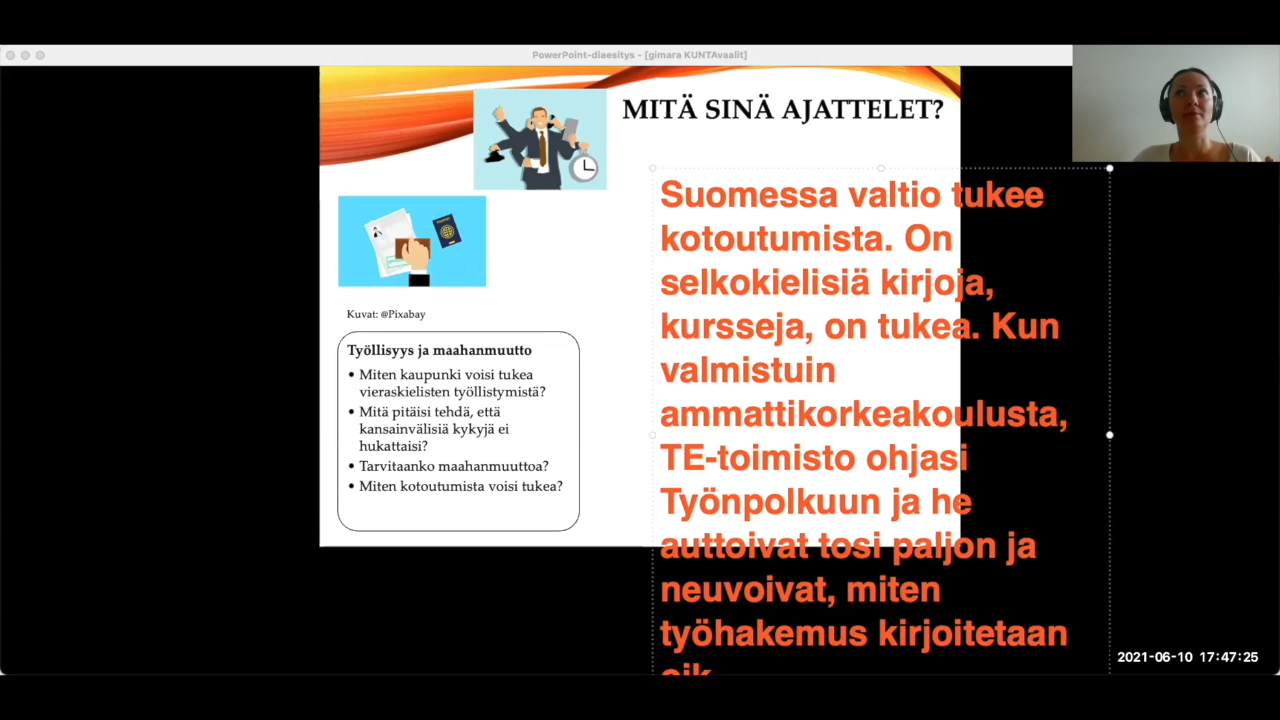 PowerPoint-diaesitys - [gimara KUNTAvaalit]
MITÄ SINÄ AJATTELET?
Kuvat: @Pixabay
Työllisyys ja maahanmuutto
• Miten kaupunki voisi tukea
vieraskielisten työllistymistä?
• Mitä pitäisi tehdä, että
kansainvälisiä kykyjä ei
hukattaisi?
• Tarvitaanko maahanmuuttoa?
• Miten kotoutumista voisi tukea?
Suomessa valtio tukee
kotoutumista. On
selkokielisiä kirjoja,
kursseja, on tukea. Kun
valmistuin
ammattikorkeakoulusta,
TE-toimisto ohjasi
Työnpolkuun ja he
auttoivat tosi paljon ja
neuvoivat, miten
työhakemus kirjoitetaan
2021-06-10 17:47:25